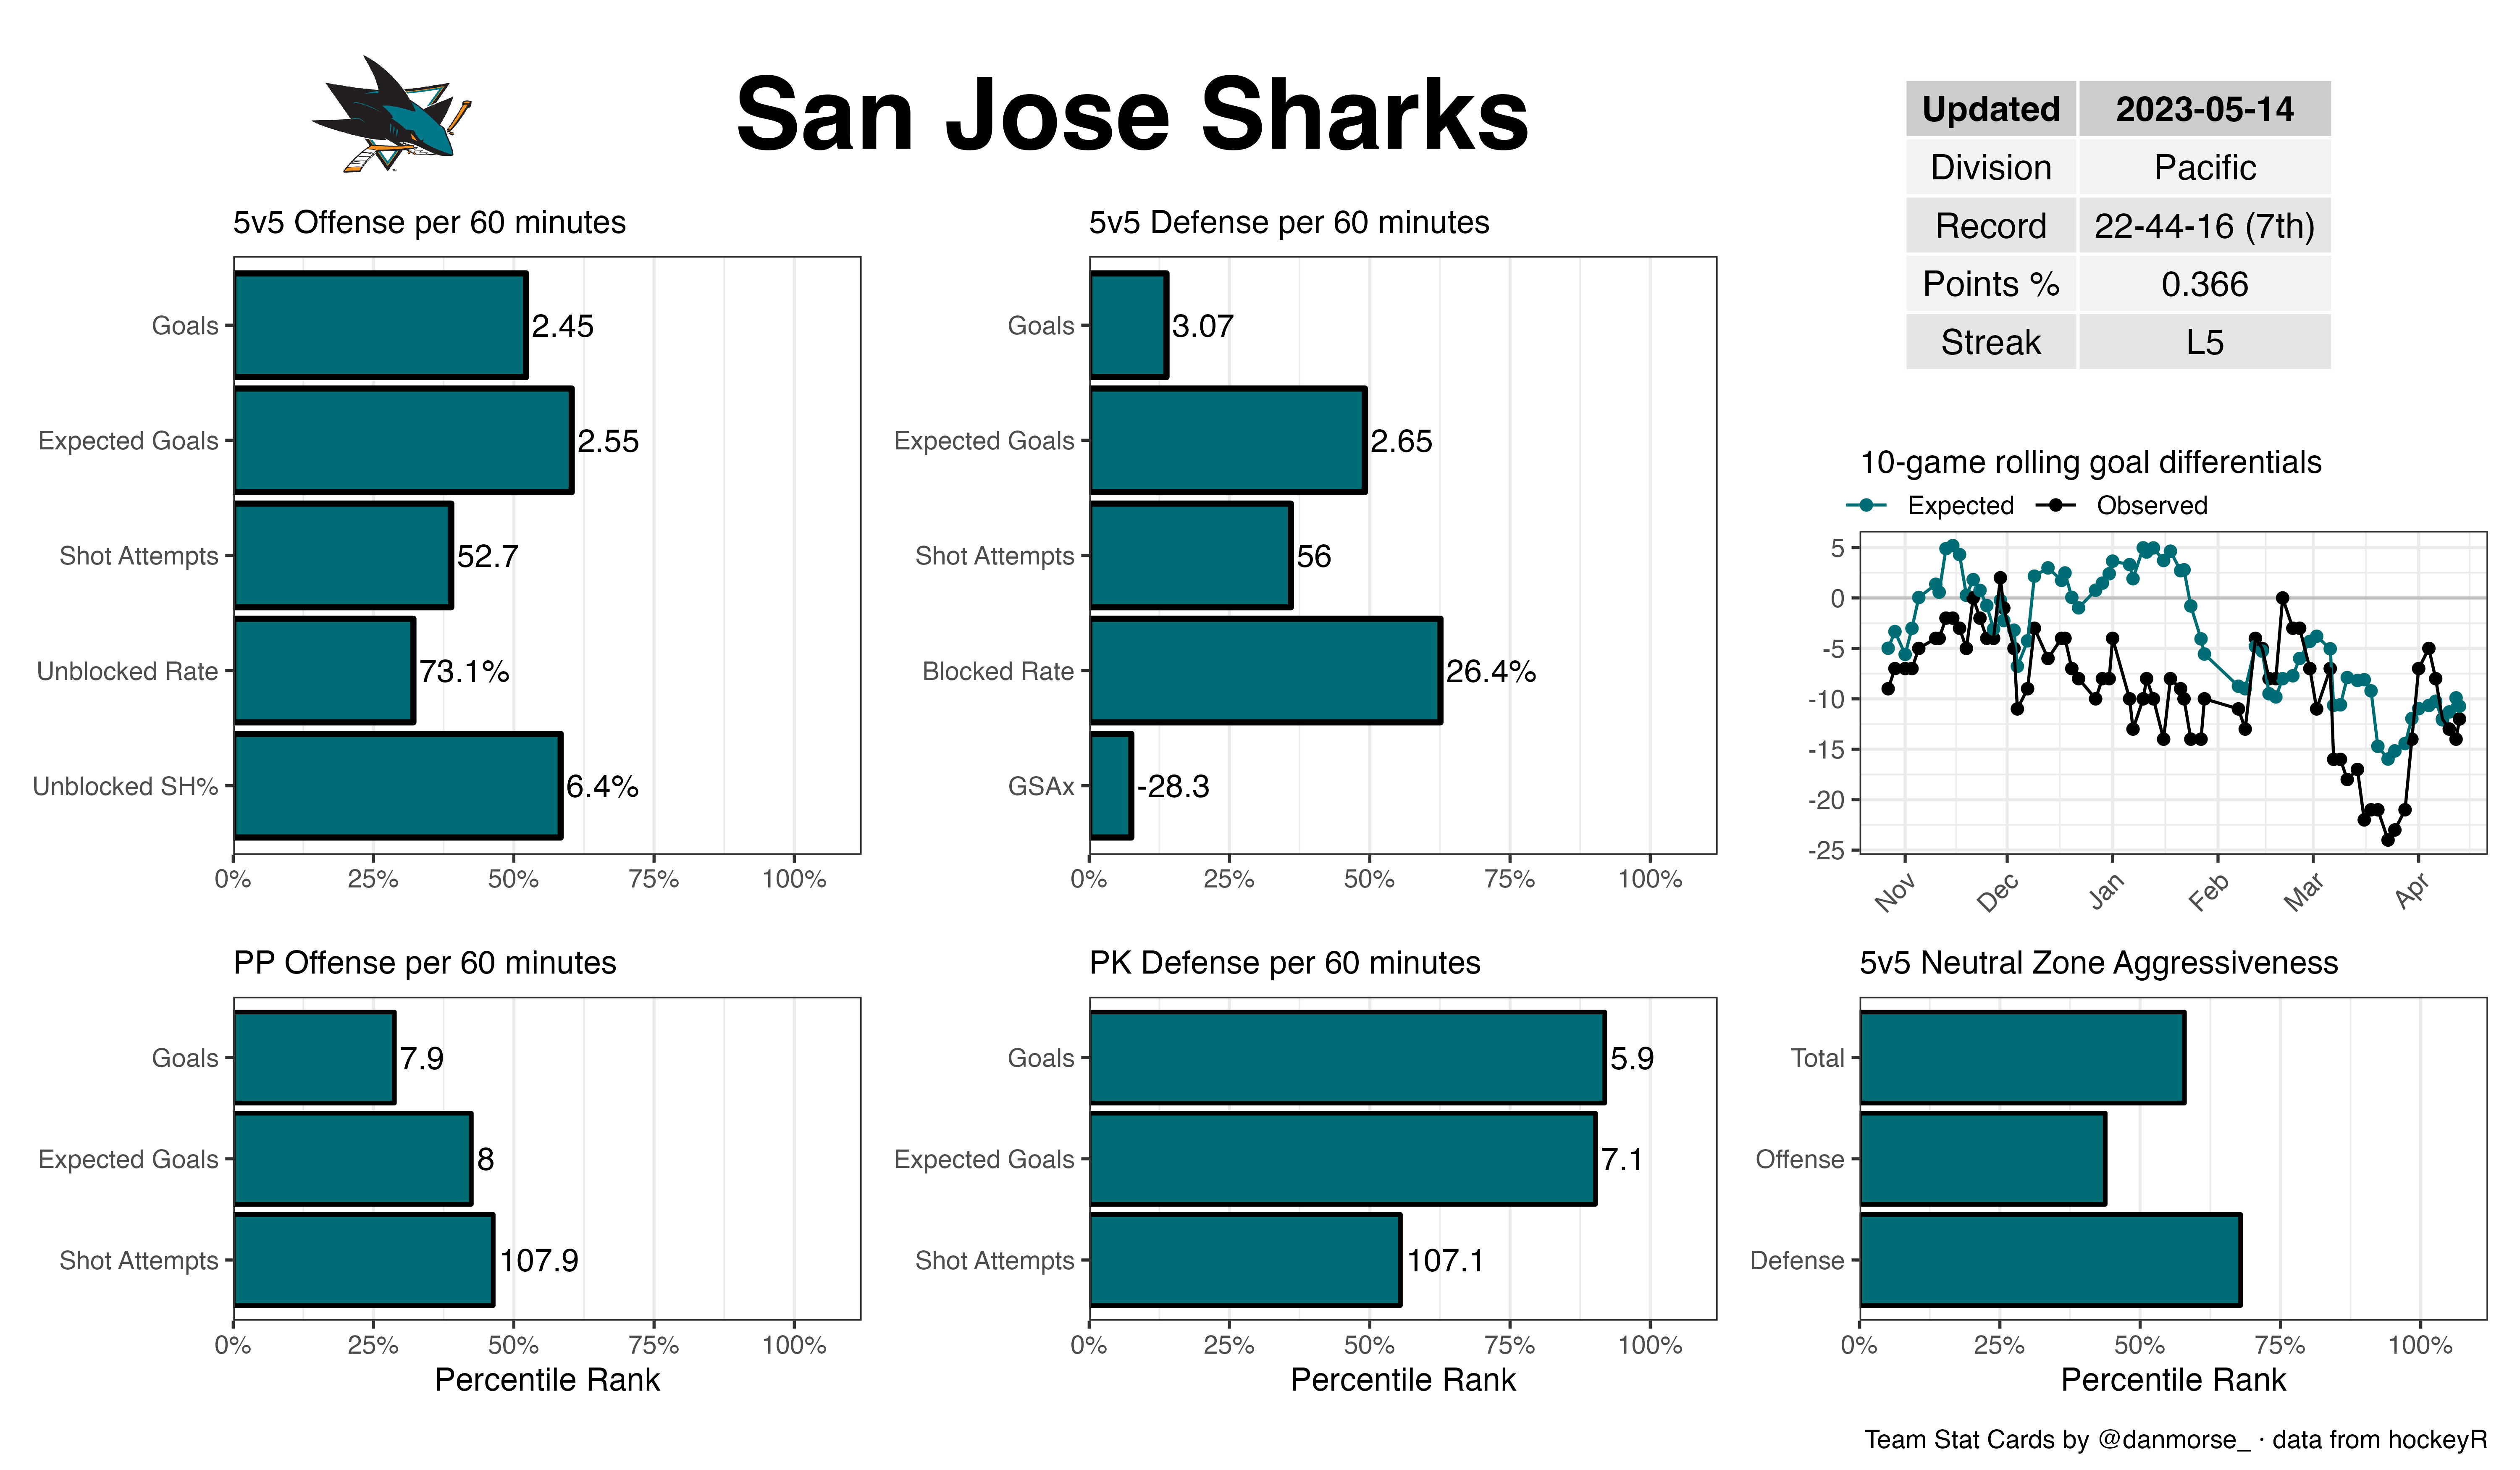 San Jose Sharks
Updated 2023-05-14
Division Pacific
Record 22-44-16 (7th)
Points % 0.366
Streak L5
5v5 Offense per 60 minutes
Goals 2.45
Expected Goals 2.55
Shot Attempts 52.7
Unblocked Rate 73.1%
Unblocked SH% 6.4%
0% 25% 50% 75% 100%
5v5 Defense per 60 minutes
Goals 3.07
Expected Goals 2.65
Shot Attempts 56
Blocked Rate 26.4%
GSAx -28.3
0% 25% 50% 75% 100%
10-game rolling goal differentials
Expected Observed
5
0
-5
-10
-15
-20
-25
Nov Dec Jan Feb Mar Apr
PP Offense per 60 minutes
Goals 7.9
Expected Goals 8
Shot Attempts 107.9
0% 25% 50% 75% 100%
Percentile Rank
PK Defense per 60 minutes
Goals 5.9
Expected Goals 7.1
Shot Attempts 107.1
0% 25% 50% 75% 100%
Percentile Rank
5v5 Neutral Zone Aggressiveness
Total
Offense
Defense
0% 25% 50% 75% 100%
Percentile Rank
Team Stat Cards by @danmorse_ · data from hockeyR